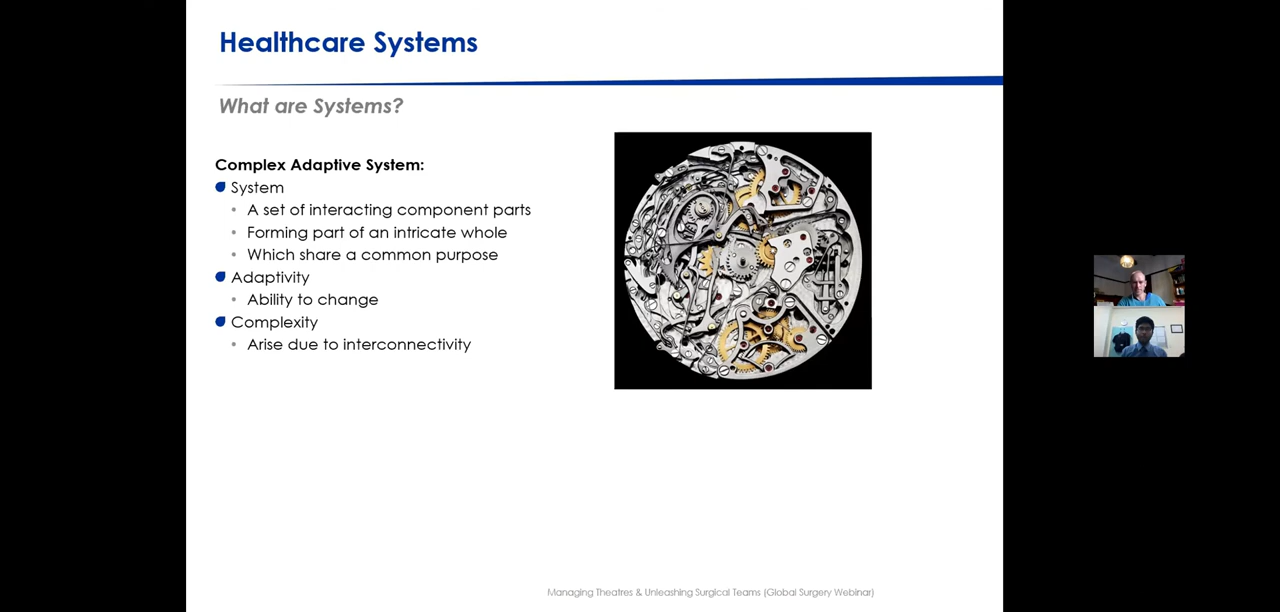 Healthcare Systems
What are Systems?
Complex Adaptive System:
System
A set of interacting component parts
Forming part of an intricate whole
Which share a common purpose
Adaptivity
Ability to change
Complexity
Arise due to interconnectivity
Managing Theatres & Unleashing Surgical Teams (Global Surgery Webinar)